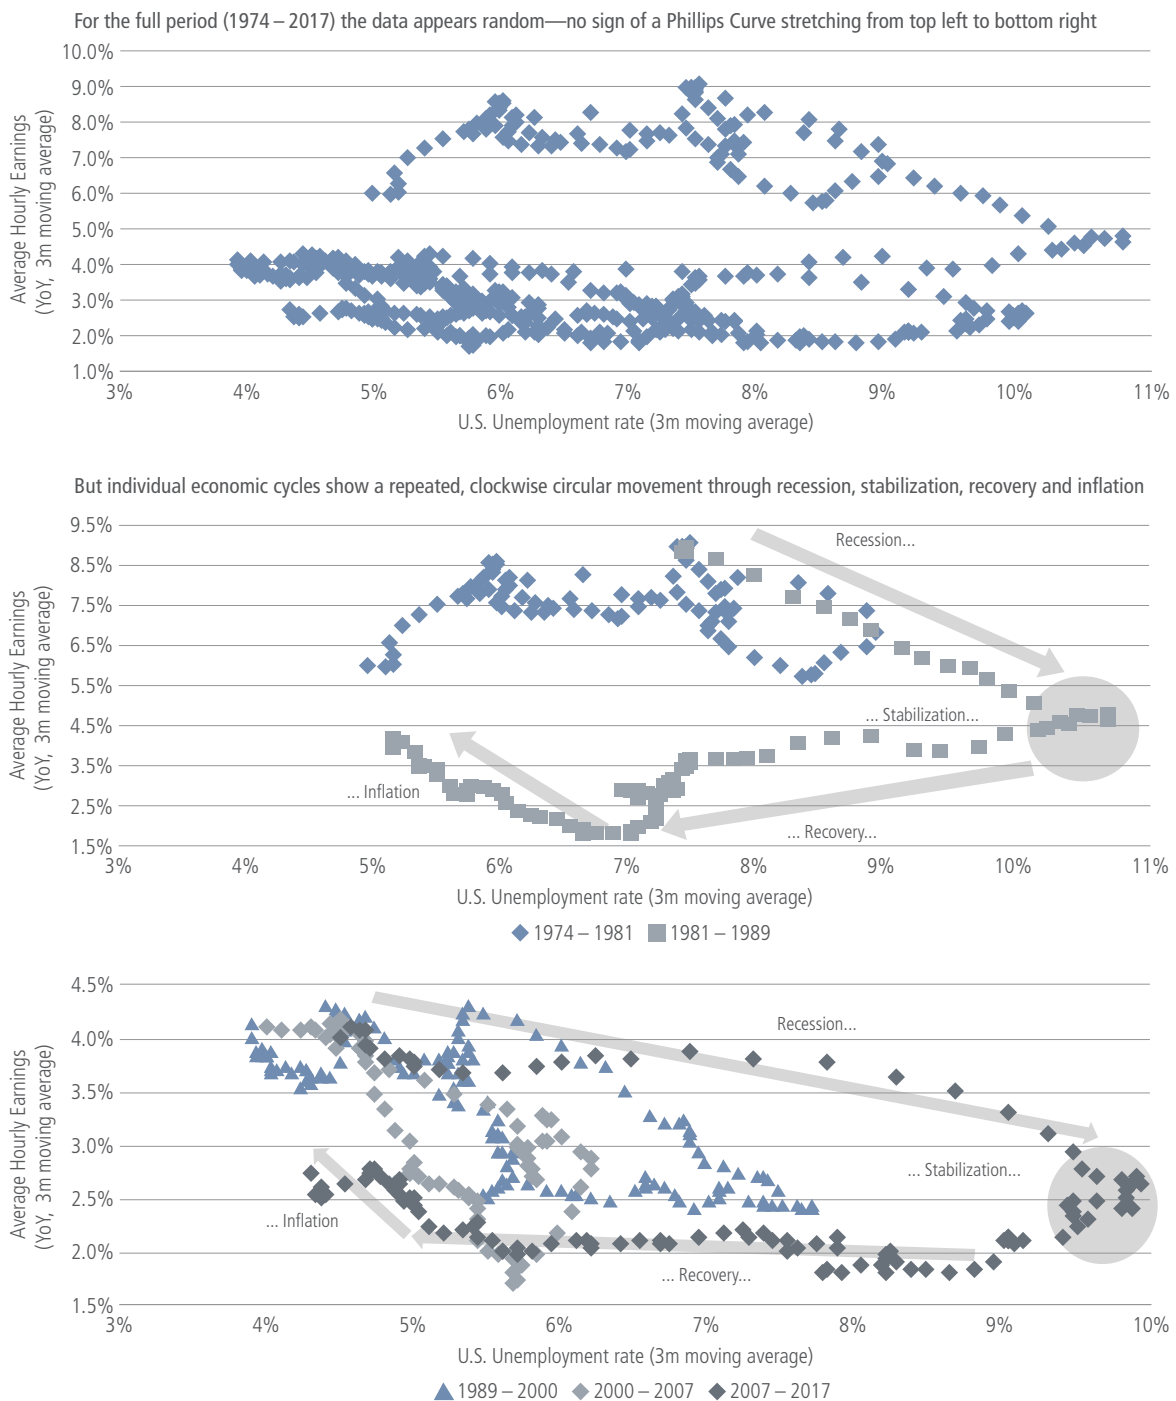 For the full period (1974 – 2017) the data appears random—no sign of a Phillips Curve stretching from top left to bottom right
Average Hourly Earnings
(YoY, 3m moving average)
10.0%
9.0%
8.0%
7.0%
6.0%
5.0%
4.0%
3.0%
2.0%
1.0%
3% 4% 5% 6% 7% 8% 9% 10% 11%
U.S. Unemployment rate (3m moving average)
But individual economic cycles show a repeated, clockwise circular movement through recession, stabilization, recovery and inflation
Average Hourly Earnings
(YoY, 3m moving average)
9.5%
8.5%
7.5%
6.5%
5.5%
4.5%
3.5%
2.5%
1.5%
Recession...
... Stabilization...
... Inflation
... Recovery...
3% 4% 5% 6% 7% 8% 9% 10% 11%
U.S. Unemployment rate (3m moving average)
1974 – 1981 1981 – 1989
Average Hourly Earnings
(YoY, 3m moving average)
4.5%
4.0%
3.5%
3.0%
2.5%
2.0%
1.5%
Recession...
... Stabilization...
... Inflation
... Recovery...
3% 4% 5% 6% 7% 8% 9% 10%
U.S. Unemployment rate (3m moving average)
1989 – 2000 2000 – 2007 2007 – 2017